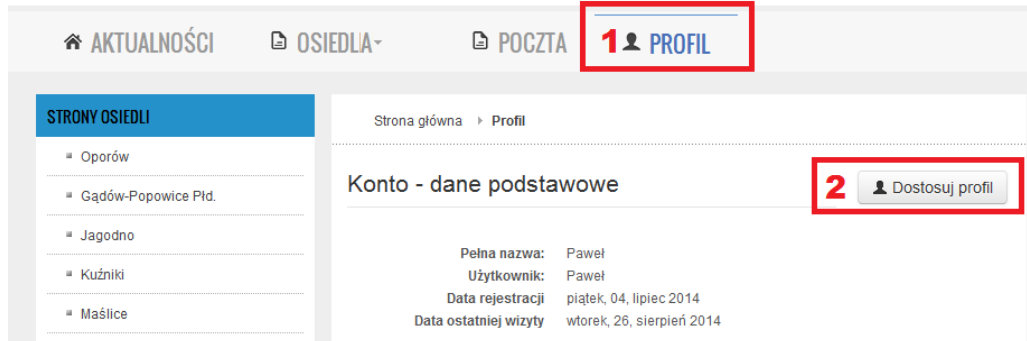 AKTUALNOŚCI OSIEDLA POCZTA 1 PROFIL
STRONY OSIEDLI
Strona główna Profil
Oporów
Gądów-Popowice Płd.
Jagodno
Kuźniki
Maślice
Konto - dane podstawowe
2 Dostosuj profil
Pełna nazwa: Paweł
Użytkownik: Paweł
Data rejestracji piątek, 04, lipiec 2014
Data ostatniej wizyty wtorek, 26, sierpień 2014